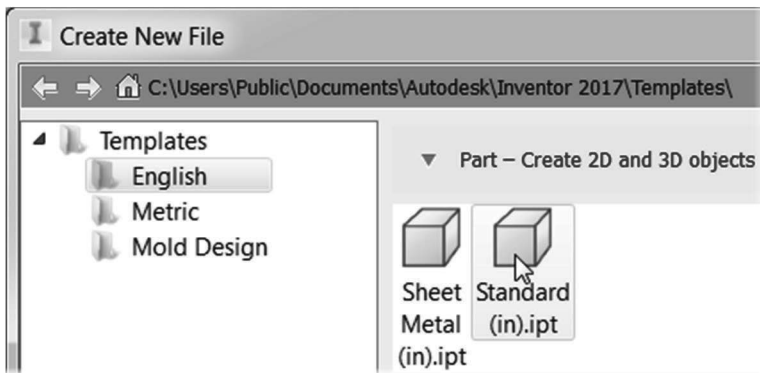 Create New File
C:\Users\Public\Documents\Autodesk\Inventor 2017\Templates\
Templates
English
Metric
Mold Design
Part – Create 2D and 3D objects
Sheet
Metal
(in).ipt
Standard
(in).ipt